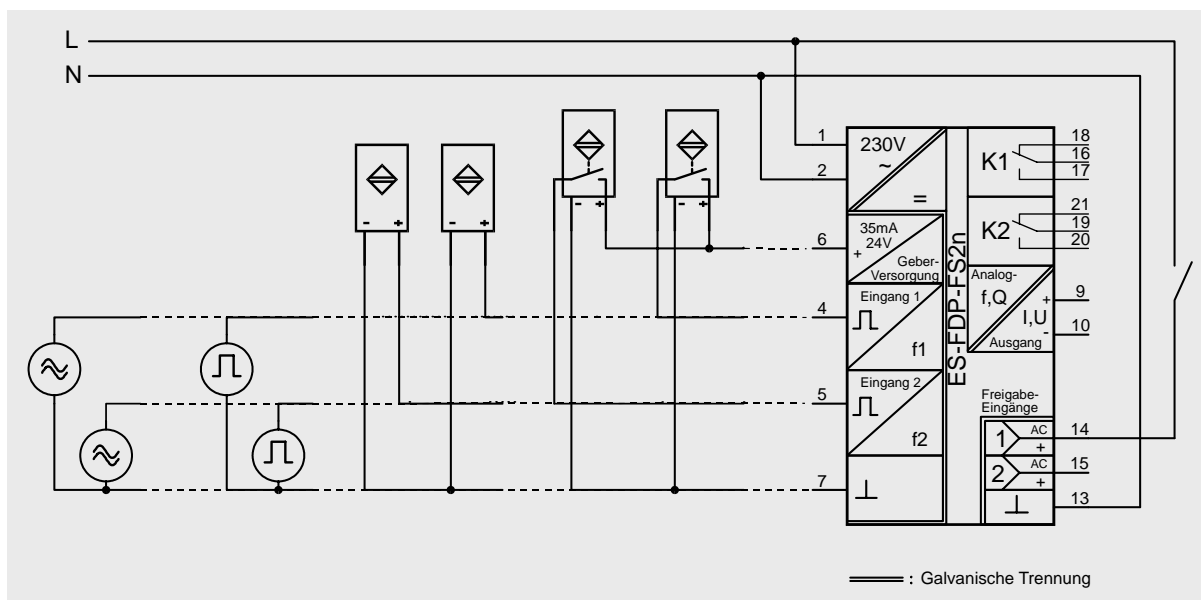 L
N
1
2
6
4
5
7
- +
- +
- +
- +
230V
~
=
35mA
24V
+
Geber-
Versorgung
Eingang 1
f1
Eingang 2
f2
ES-FDP-FS2n
K1
18
16
17
K2
21
19
20
Analog-
f,Q
I,U
+
-
Ausgang
9
10
Freigabe-
Eingänge
1 AC
+
14
2 AC
+
15
13
: Galvanische Trennung